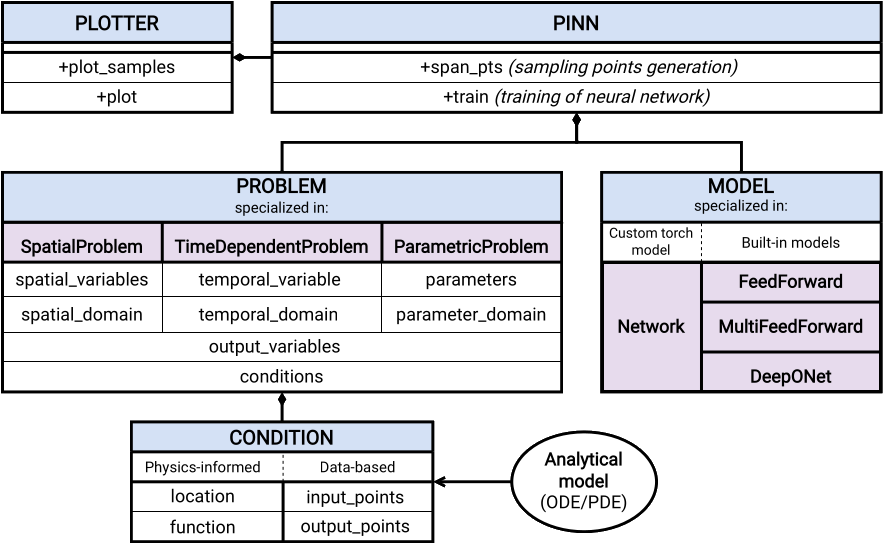 PLOTTER
+plot_samples
+plot
PINN
+span_pts (sampling points generation)
+train (training of neural network)
PROBLEM
specialized in:
SpatialProblem TimeDependentProblem ParametricProblem
spatial_variables temporal_variable parameters
spatial_domain temporal_domain parameter_domain
output_variables
conditions
MODEL
specialized in:
Custom torch
model
Built-in models
Network
FeedForward
MultiFeedForward
DeepONet
CONDITION
Physics-informed Data-based
location input_points
function output_points
Analytical
model
(ODE/PDE)